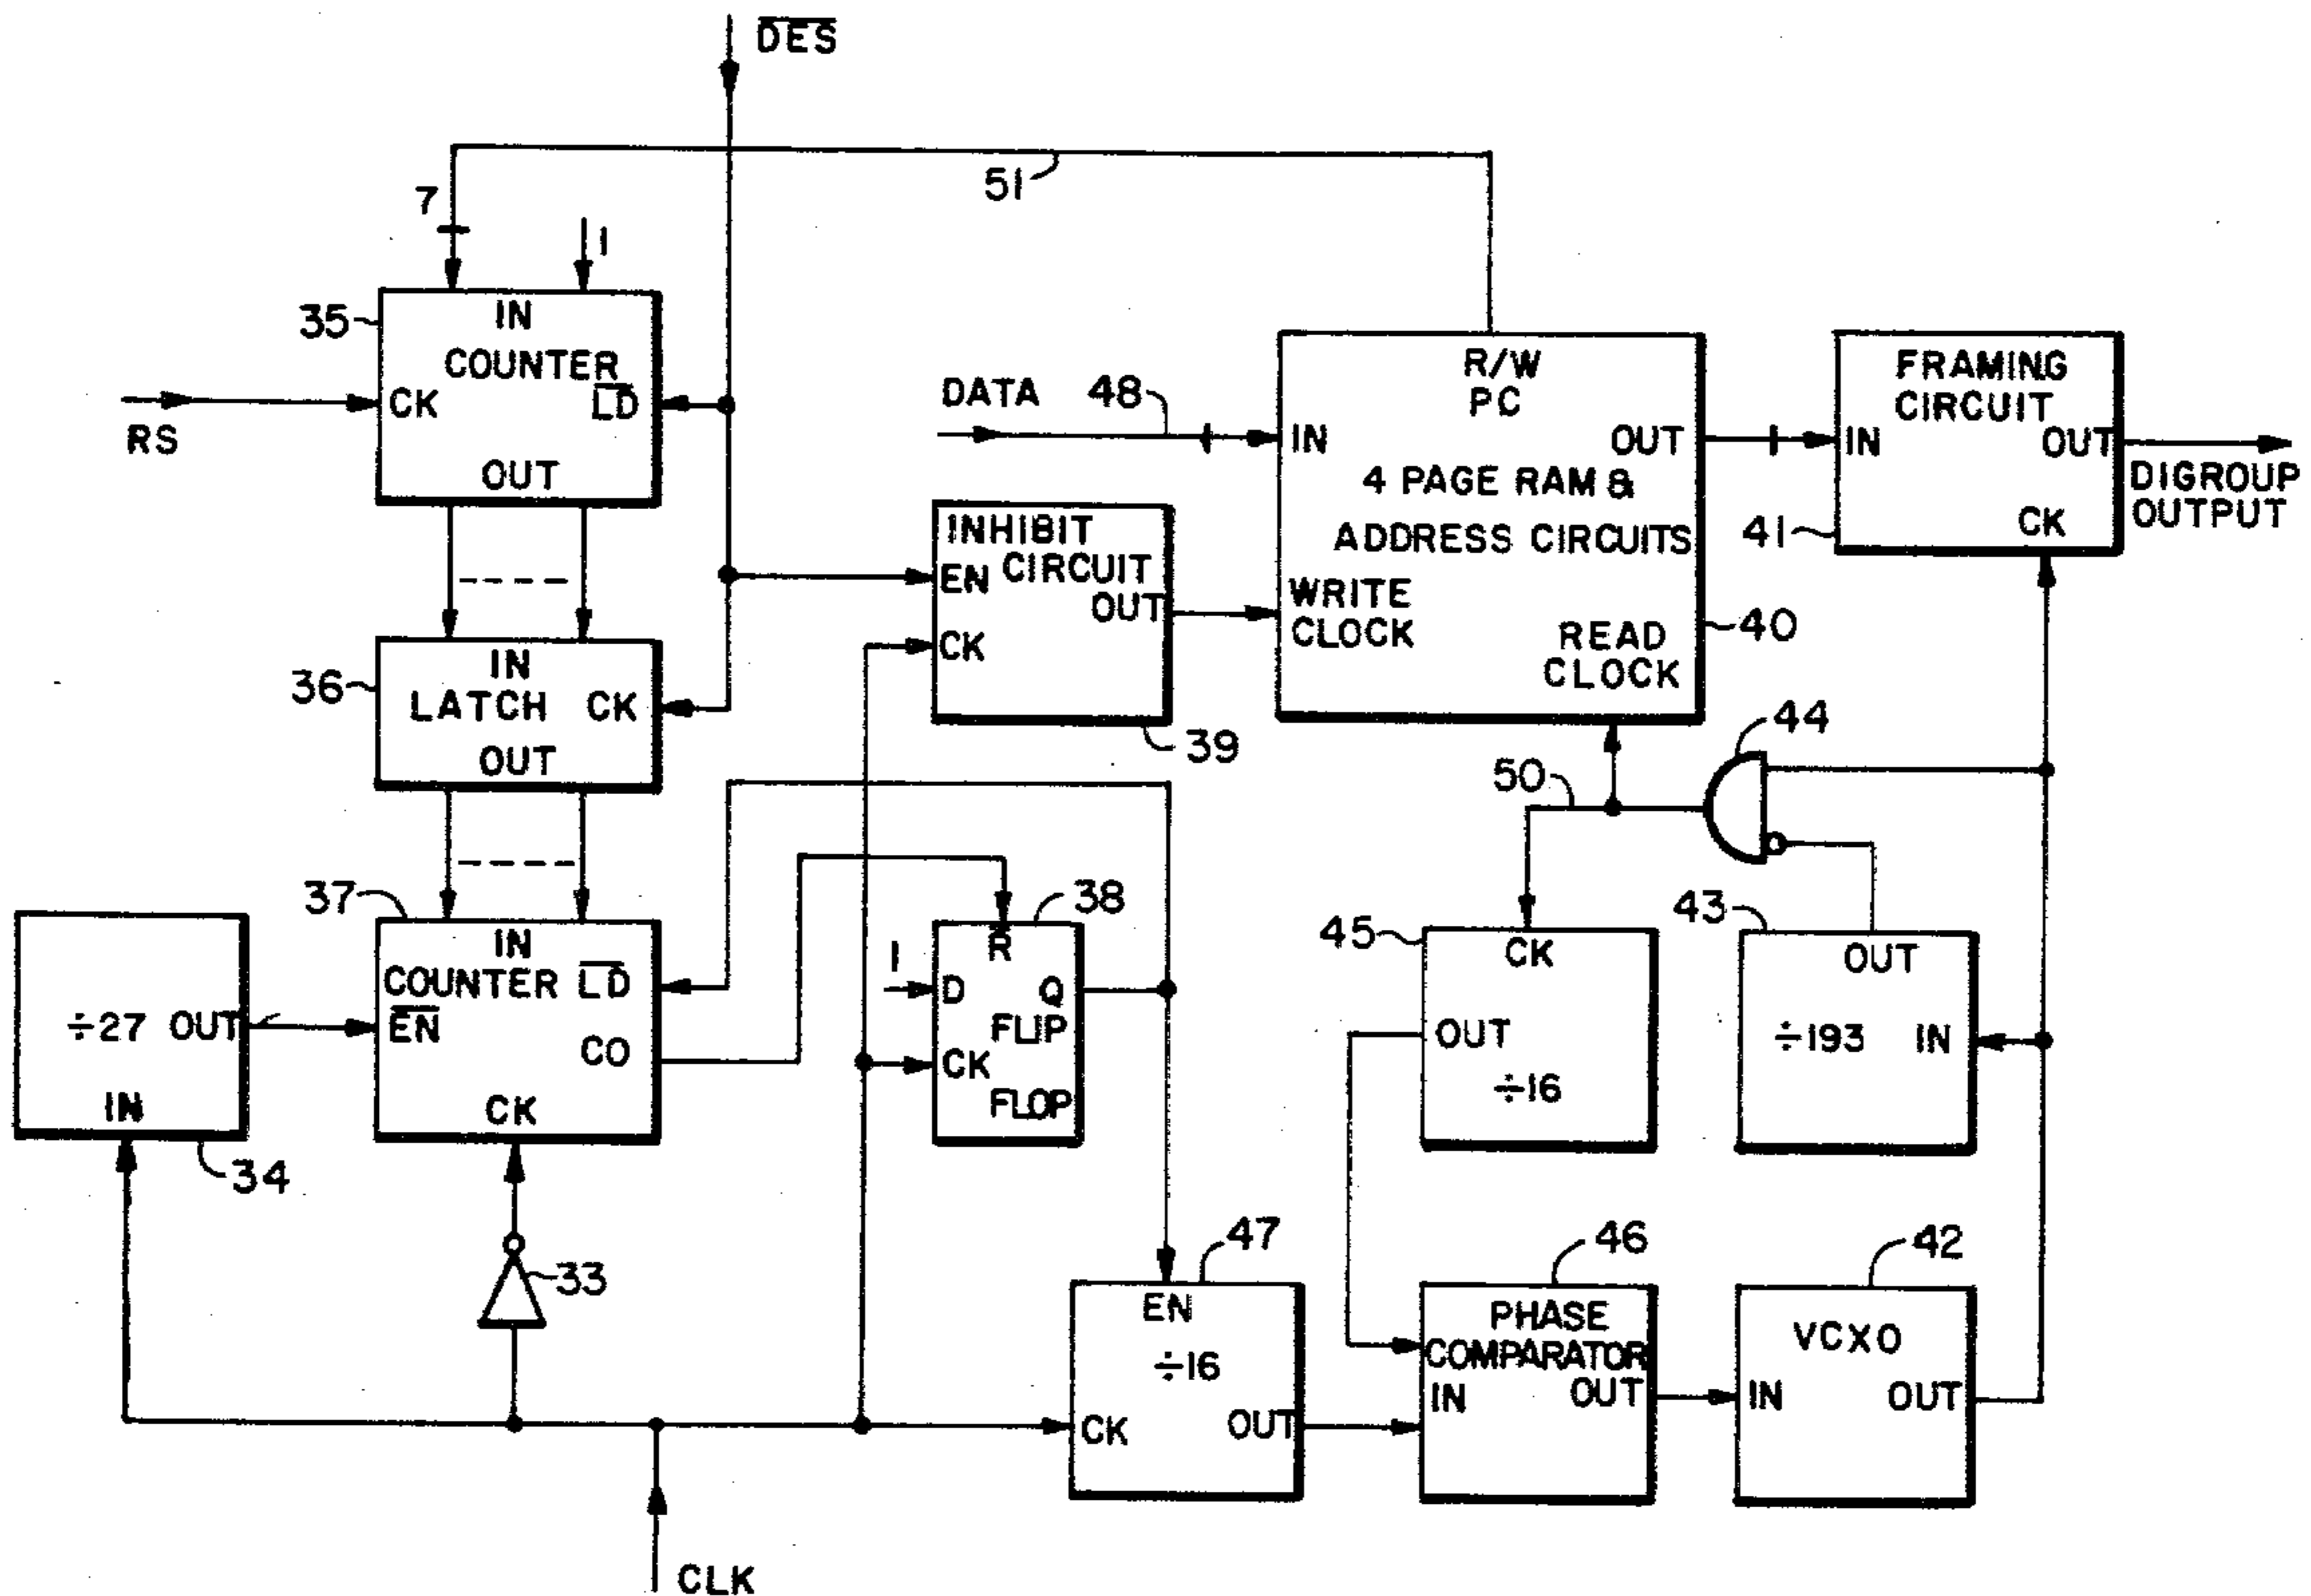 DES
51
7
1
35
IN
COUNTER
CK
LD
OUT
RS
DATA
48
IN
R/W
PC
OUT
4 PAGE RAM &
ADDRESS CIRCUITS
WRITE
CLOCK
READ
CLOCK
40
FRAMING
CIRCUIT
IN
OUT
CK
41
DIGROUP
OUTPUT
INHIBIT
CIRCUIT
EN
OUT
CK
39
36
IN
LATCH
CK
OUT
44
50
37
IN
COUNTER
LD
EN
CO
CK
÷27
OUT
IN
34
33
38
R
1
D
Q
FLIP
CK
FLOP
45
CK
OUT
÷16
43
OUT
÷193
IN
47
EN
÷16
CK
OUT
46
PHASE
COMPARATOR
IN
OUT
42
VCXO
IN
OUT
CLK